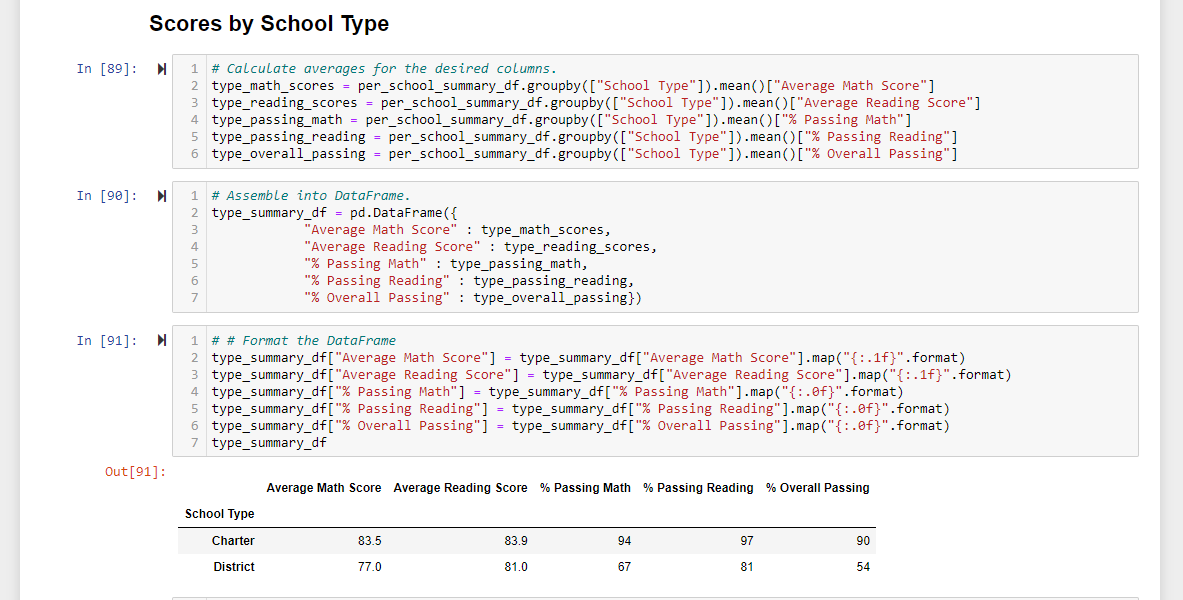 Scores by School Type
In [89]:
1 # Calculate averages for the desired columns.
2 type_math_scores = per_school_summary_df.groupby(["School Type"]).mean()["Average Math Score"]
3 type_reading_scores = per_school_summary_df.groupby(["School Type"]).mean()["Average Reading Score"]
4 type_passing_math = per_school_summary_df.groupby(["School Type"]).mean()["% Passing Math"]
5 type_passing_reading = per_school_summary_df.groupby(["School Type"]).mean()["% Passing Reading"]
6 type_overall_passing = per_school_summary_df.groupby(["School Type"]).mean()["% Overall Passing"]
In [90]:
1 # Assemble into DataFrame.
2 type_summary_df = pd.DataFrame({
3             "Average Math Score" : type_math_scores,
4             "Average Reading Score" : type_reading_scores,
5             "% Passing Math" : type_passing_math,
6             "% Passing Reading" : type_passing_reading,
7             "% Overall Passing" : type_overall_passing})
In [91]:
1 # # Format the DataFrame
2 type_summary_df["Average Math Score"] = type_summary_df["Average Math Score"].map("{:.1f}".format)
3 type_summary_df["Average Reading Score"] = type_summary_df["Average Reading Score"].map("{:.1f}".format)
4 type_summary_df["% Passing Math"] = type_summary_df["% Passing Math"].map("{:.0f}".format)
5 type_summary_df["% Passing Reading"] = type_summary_df["% Passing Reading"].map("{:.0f}".format)
6 type_summary_df["% Overall Passing"] = type_summary_df["% Overall Passing"].map("{:.0f}".format)
7 type_summary_df
Out[91]:
Average Math Score Average Reading Score % Passing Math % Passing Reading % Overall Passing
School Type
Charter 83.5 83.9 94 97 90
District 77.0 81.0 67 81 54